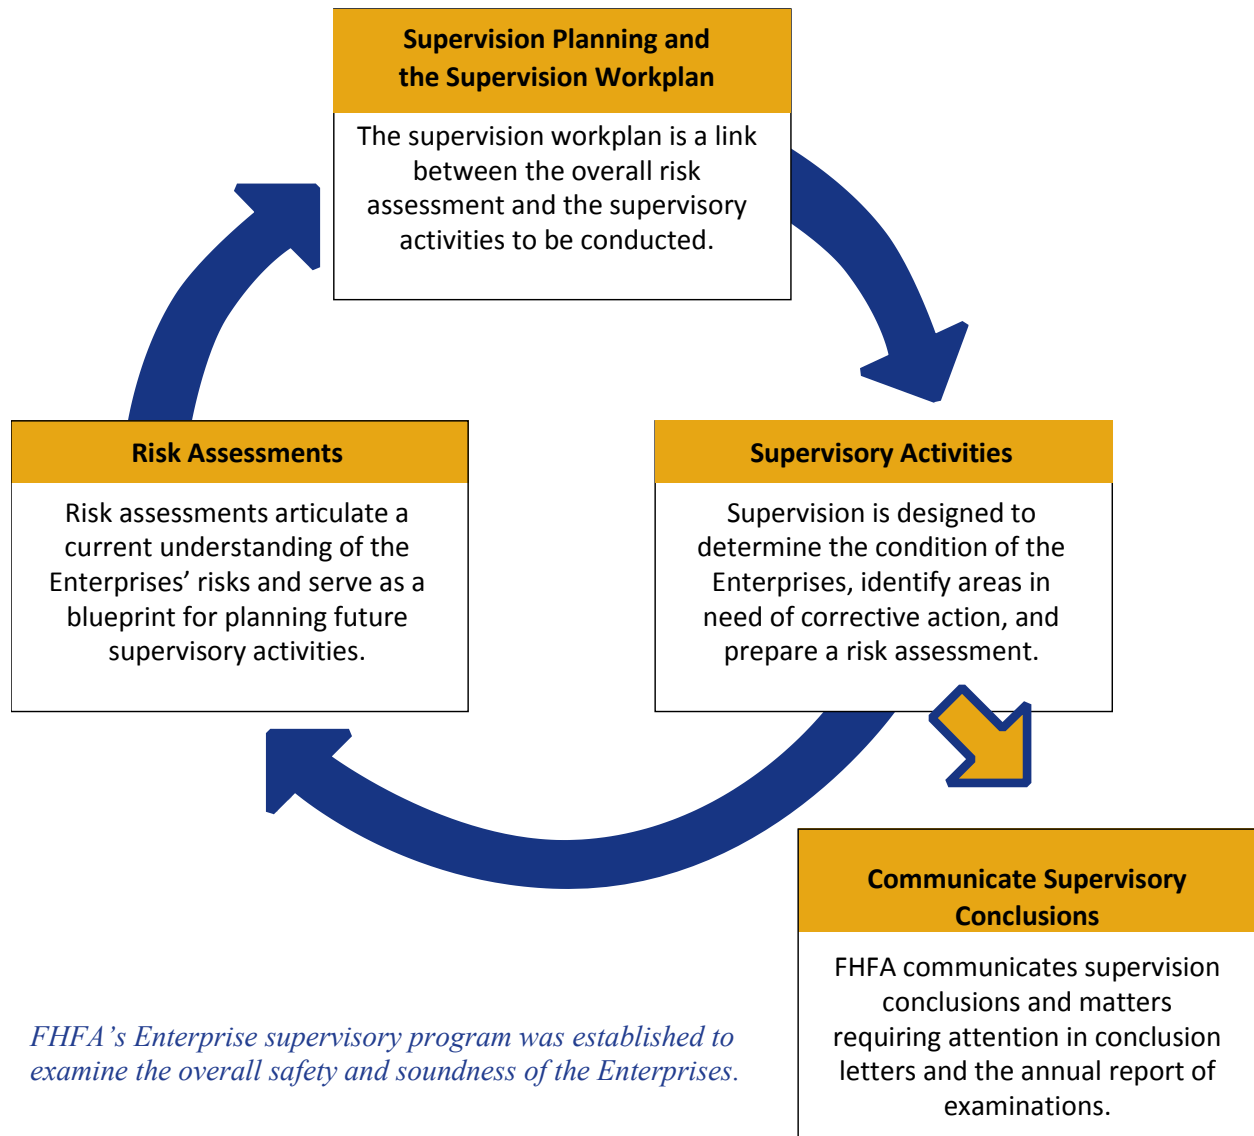 Supervision Planning and
the Supervision Workplan
The supervision workplan is a link
between the overall risk
assessment and the supervisory
activities to be conducted.
Risk Assessments
Risk assessments articulate a
current understanding of the
Enterprises’ risks and serve as a
blueprint for planning future
supervisory activities.
Supervisory Activities
Supervision is designed to
determine the condition of the
Enterprises, identify areas in
need of corrective action, and
prepare a risk assessment.
Communicate Supervisory
Conclusions
FHFA communicates supervision
conclusions and matters
requiring attention in conclusion
letters and the annual report of
examinations.
FHFA’s Enterprise supervisory program was established to
examine the overall safety and soundness of the Enterprises.